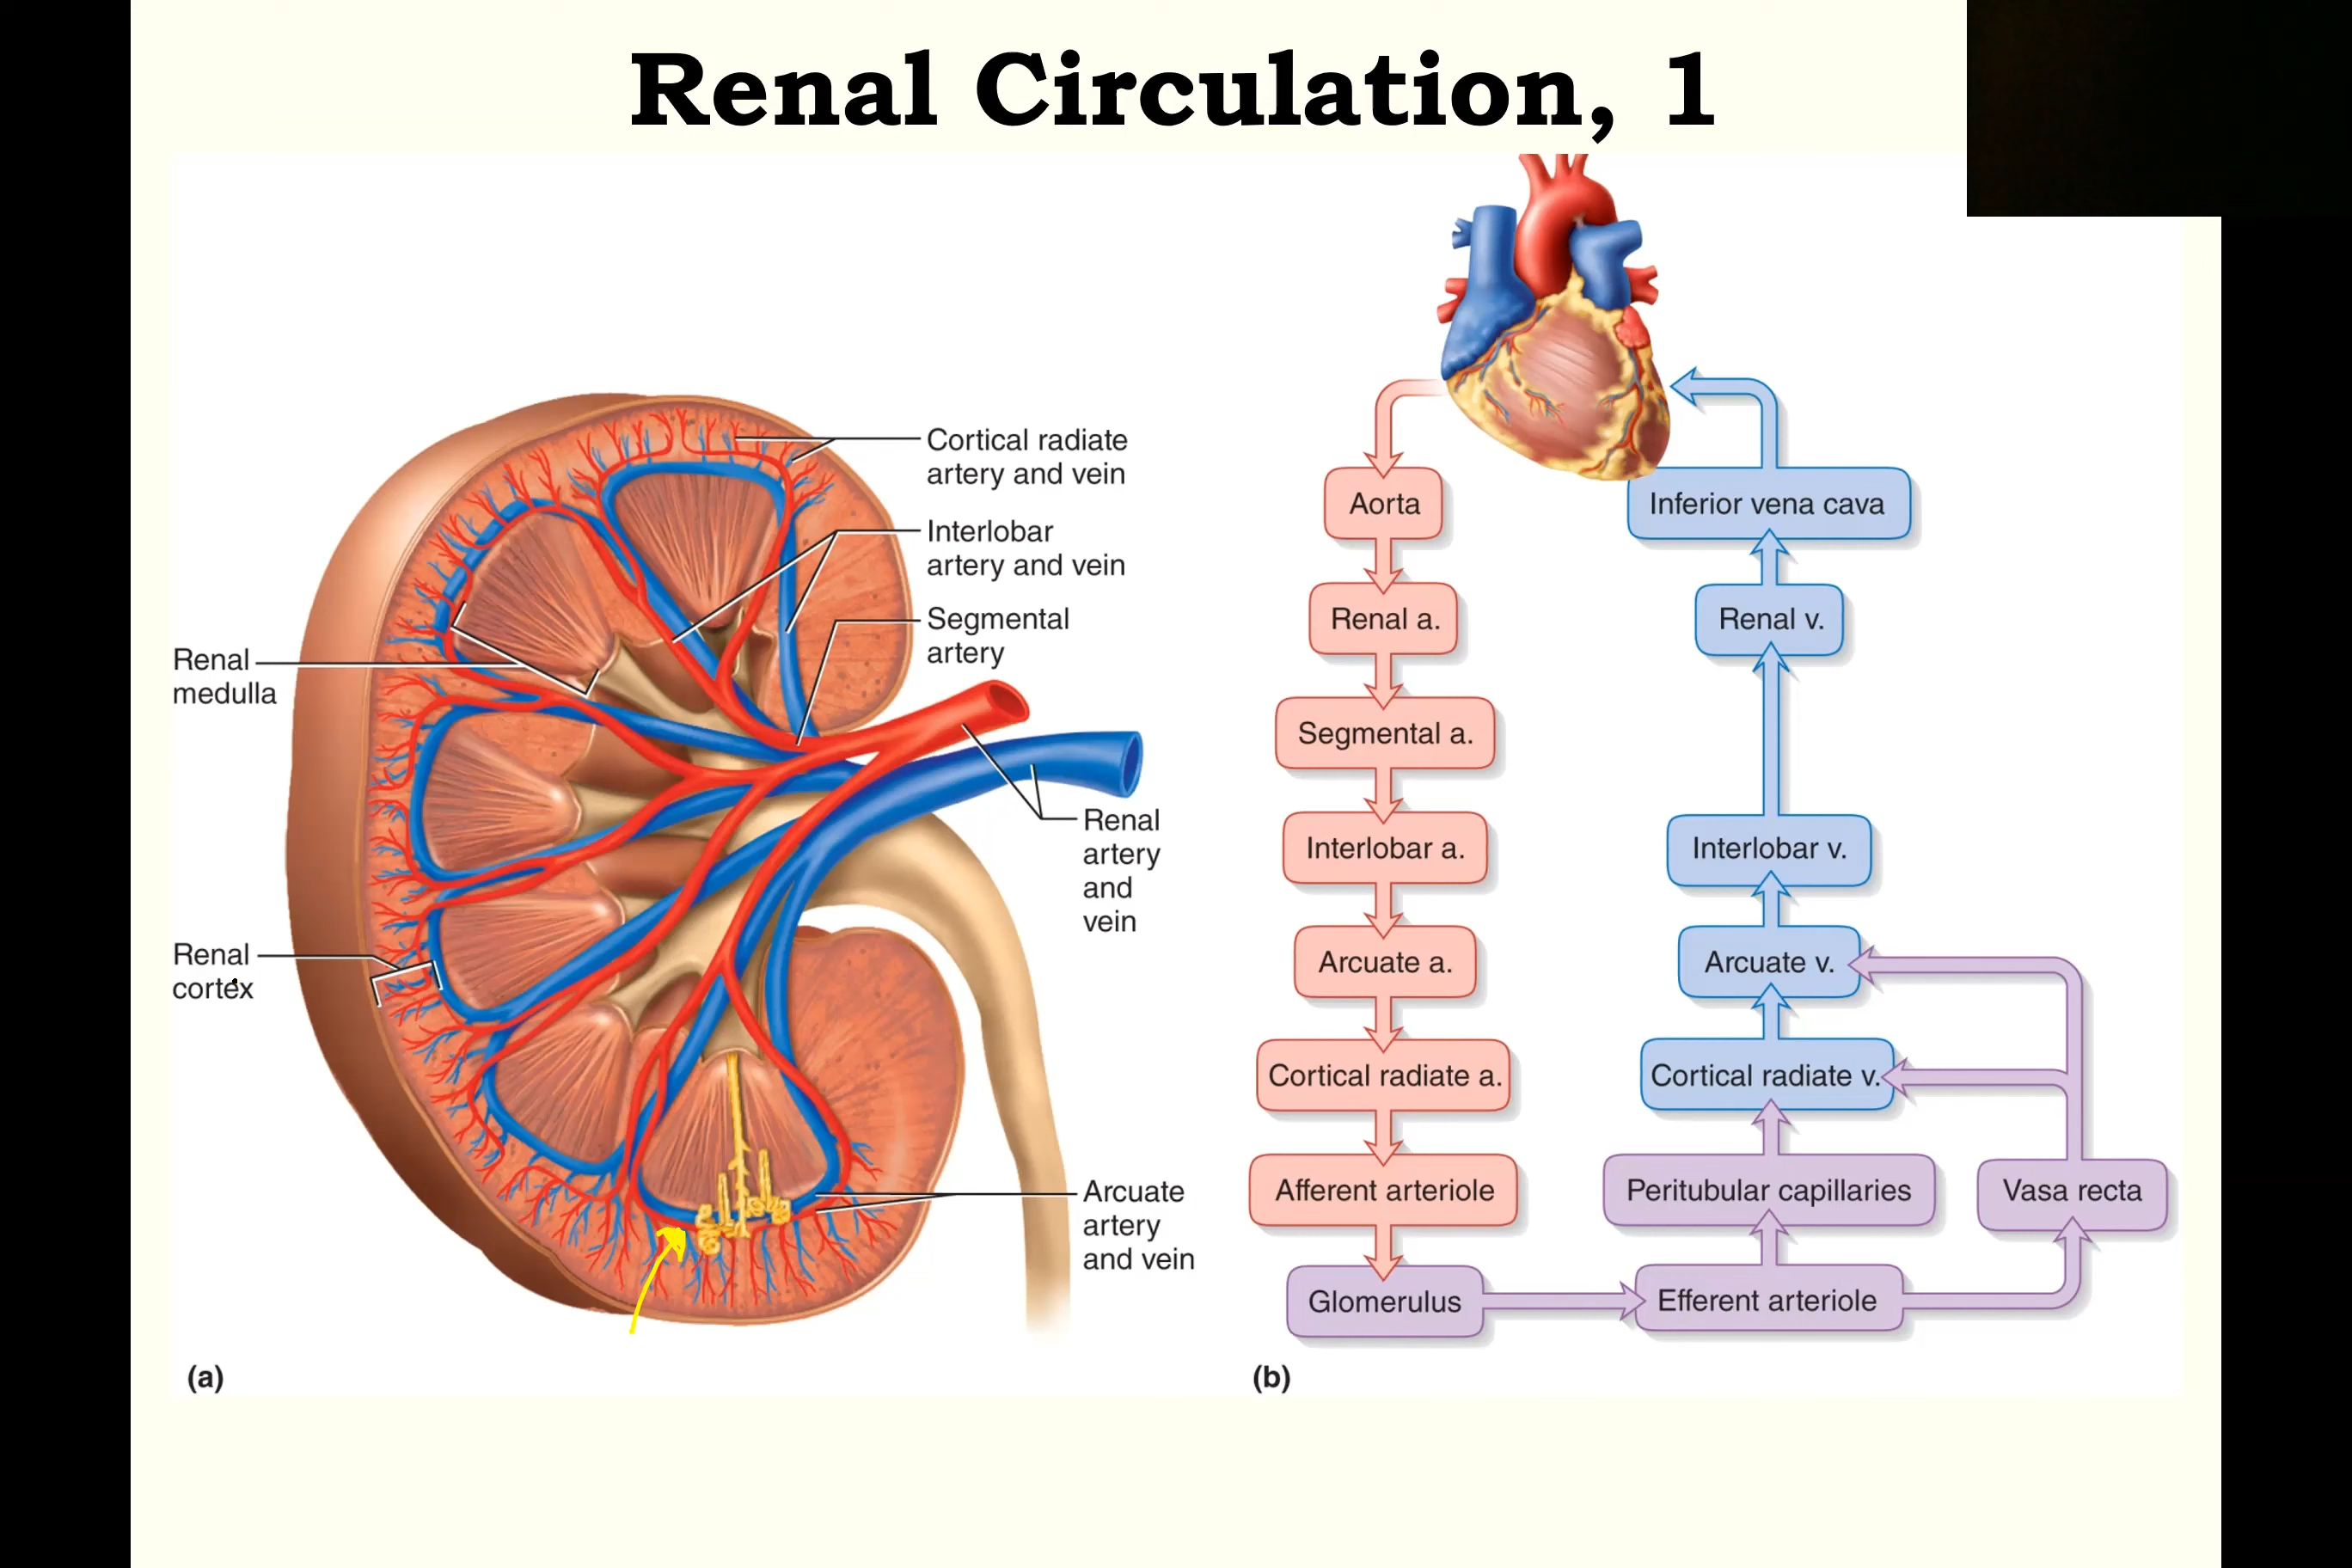 Renal Circulation, 1
Cortical radiate
artery and vein
Interlobar
artery and vein
Segmental
artery
Renal
medulla
Renal
artery
and
vein
Renal
cortex
Arcuate
artery
and vein
(a)
Aorta
Renal a.
Segmental a.
Interlobar a.
Arcuate a.
Cortical radiate a.
Afferent arteriole
Glomerulus
Inferior vena cava
Renal v.
Interlobar v.
Arcuate v.
Cortical radiate v.
Peritubular capillaries
Vasa recta
Efferent arteriole
(b)